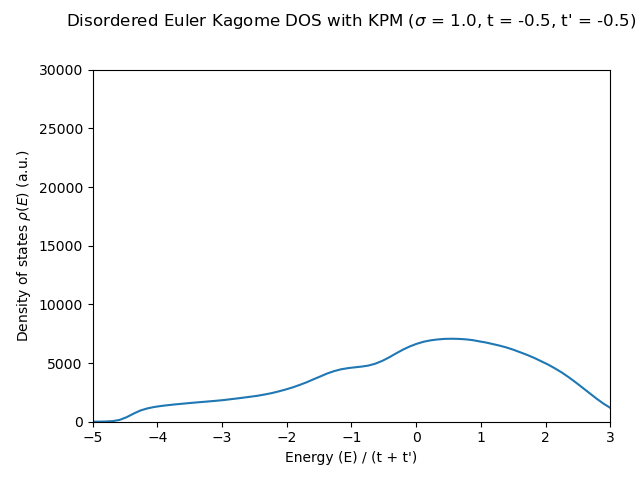 Disordered Euler Kagome DOS with KPM (σ = 1.0, t = -0.5, t' = -0.5)
30000
25000
20000
15000
10000
5000
0
Density of states ρ(E) (a.u.)
−5 −4 −3 −2 −1 0 1 2 3
Energy (E) / (t + t')